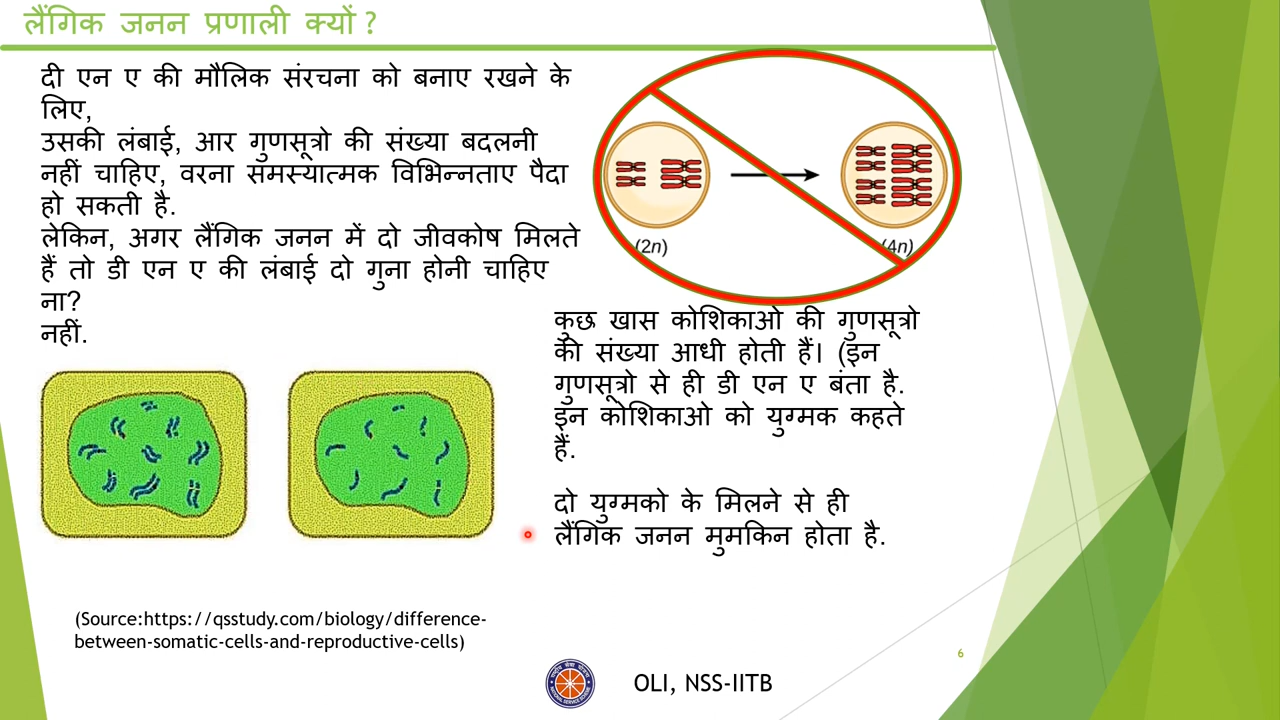 लैंगिक जनन प्रणाली क्यों ?
दी एन ए की मौलिक संरचना को बनाए रखने के
लिए,
उसकी लंबाई, आर गुणसूत्रो की संख्या बदलनी
नहीं चाहिए, वरना समस्यात्मक विभिन्नताए पैदा
हो सकती है.
लेकिन, अगर लैंगिक जनन में दो जीवकोष मिलते
हैं तो डी एन ए की लंबाई दो गुना होनी चाहिए
ना?
नहीं.
(2n)
(4n)
कुछ खास कोशिकाओ की गुणसूत्रो
की संख्या आधी होती हैं। (इन
गुणसूत्रो से ही डी एन ए बंता है.
इन कोशिकाओ को युग्मक कहते
हैं.
दो युग्मको के मिलने से ही
लैंगिक जनन मुमकिन होता है.
(Source:https://qsstudy.com/biology/difference-
between-somatic-cells-and-reproductive-cells)
6
OLI, NSS-IITB